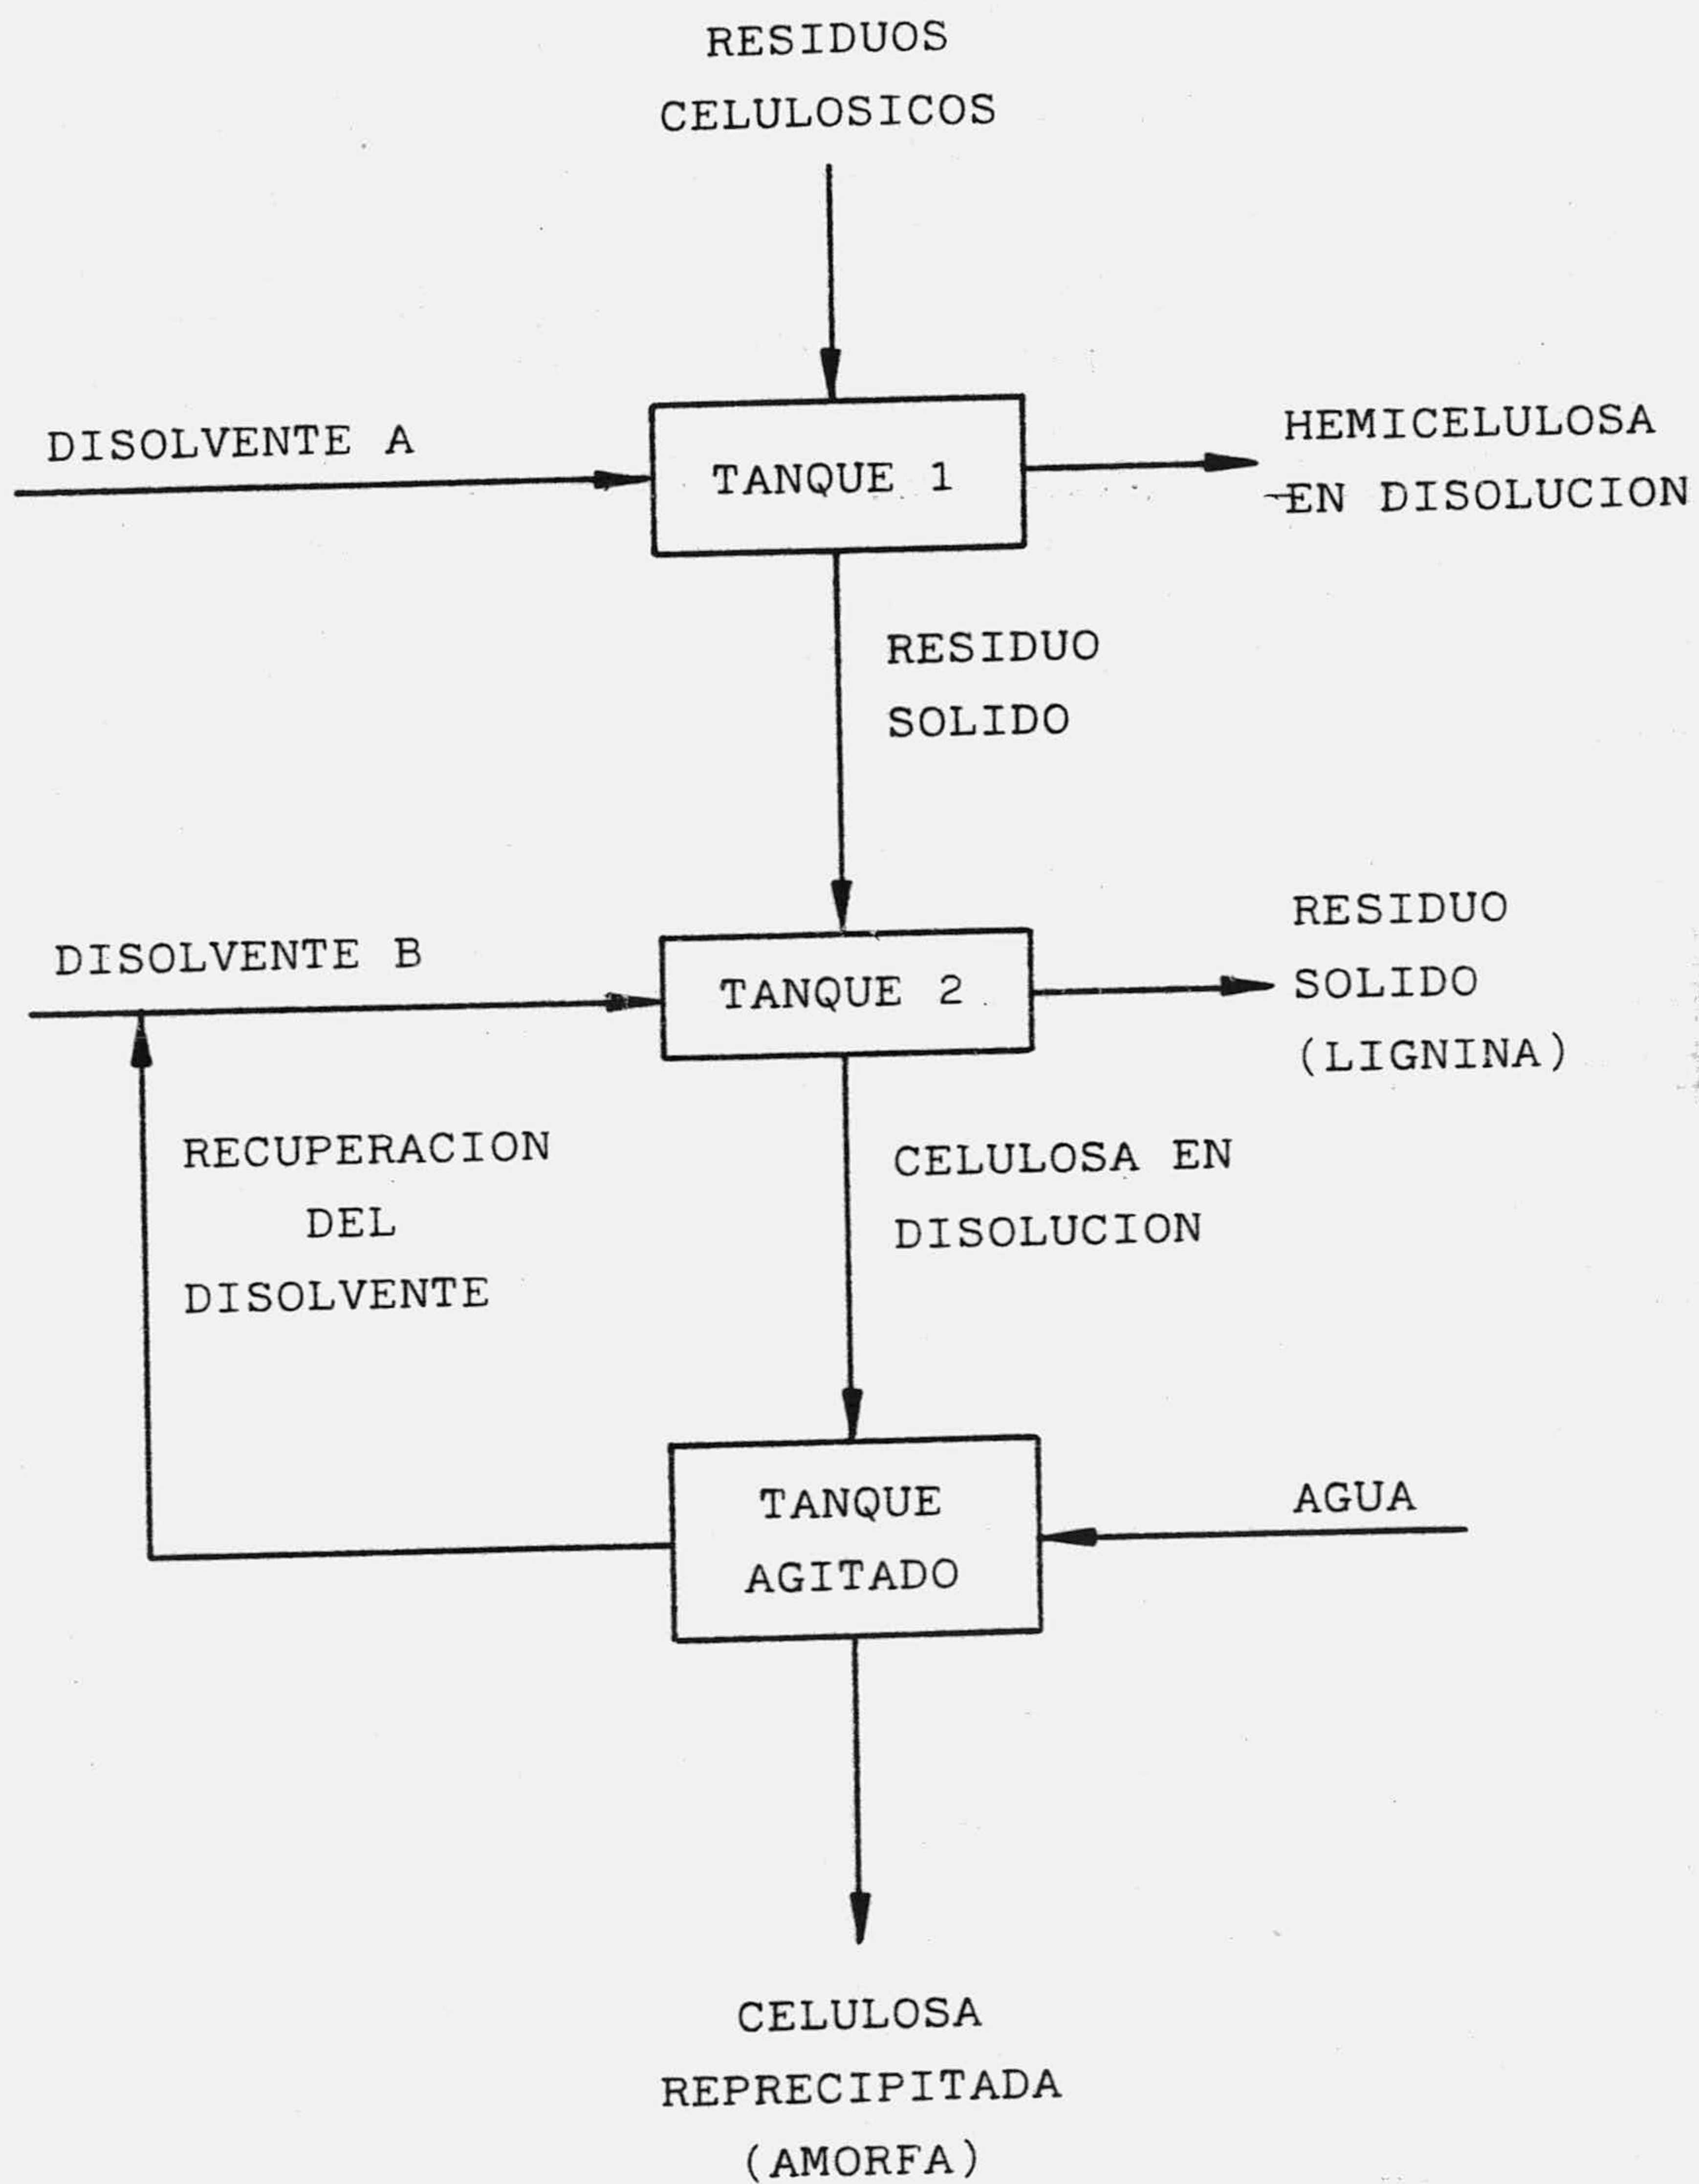 RESIDUOS
CELULOSICOS
DISOLVENTE A
TANQUE 1
HEMICELULOSA
EN DISOLUCION
RESIDUO
SOLIDO
DISOLVENTE B
TANQUE 2
RESIDUO
SOLIDO
(LIGNINA)
RECUPERACION
DEL
DISOLVENTE
CELULOSA EN
DISOLUCION
TANQUE
AGITADO
AGUA
CELULOSA
REPRECIPITADA
(AMORFA)